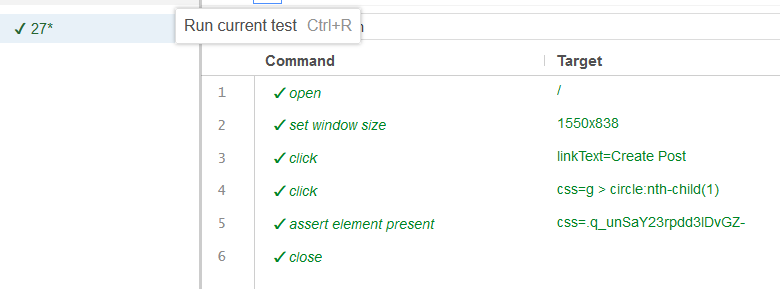 ✓ 27*
Run current test Ctrl+R
Command Target
1 ✓ open /
2 ✓ set window size 1550x838
3 ✓ click linkText=Create Post
4 ✓ click css=g > circle:nth-child(1)
5 ✓ assert element present css=.q_unSaY23rpdd3lDvGZ-
6 ✓ close